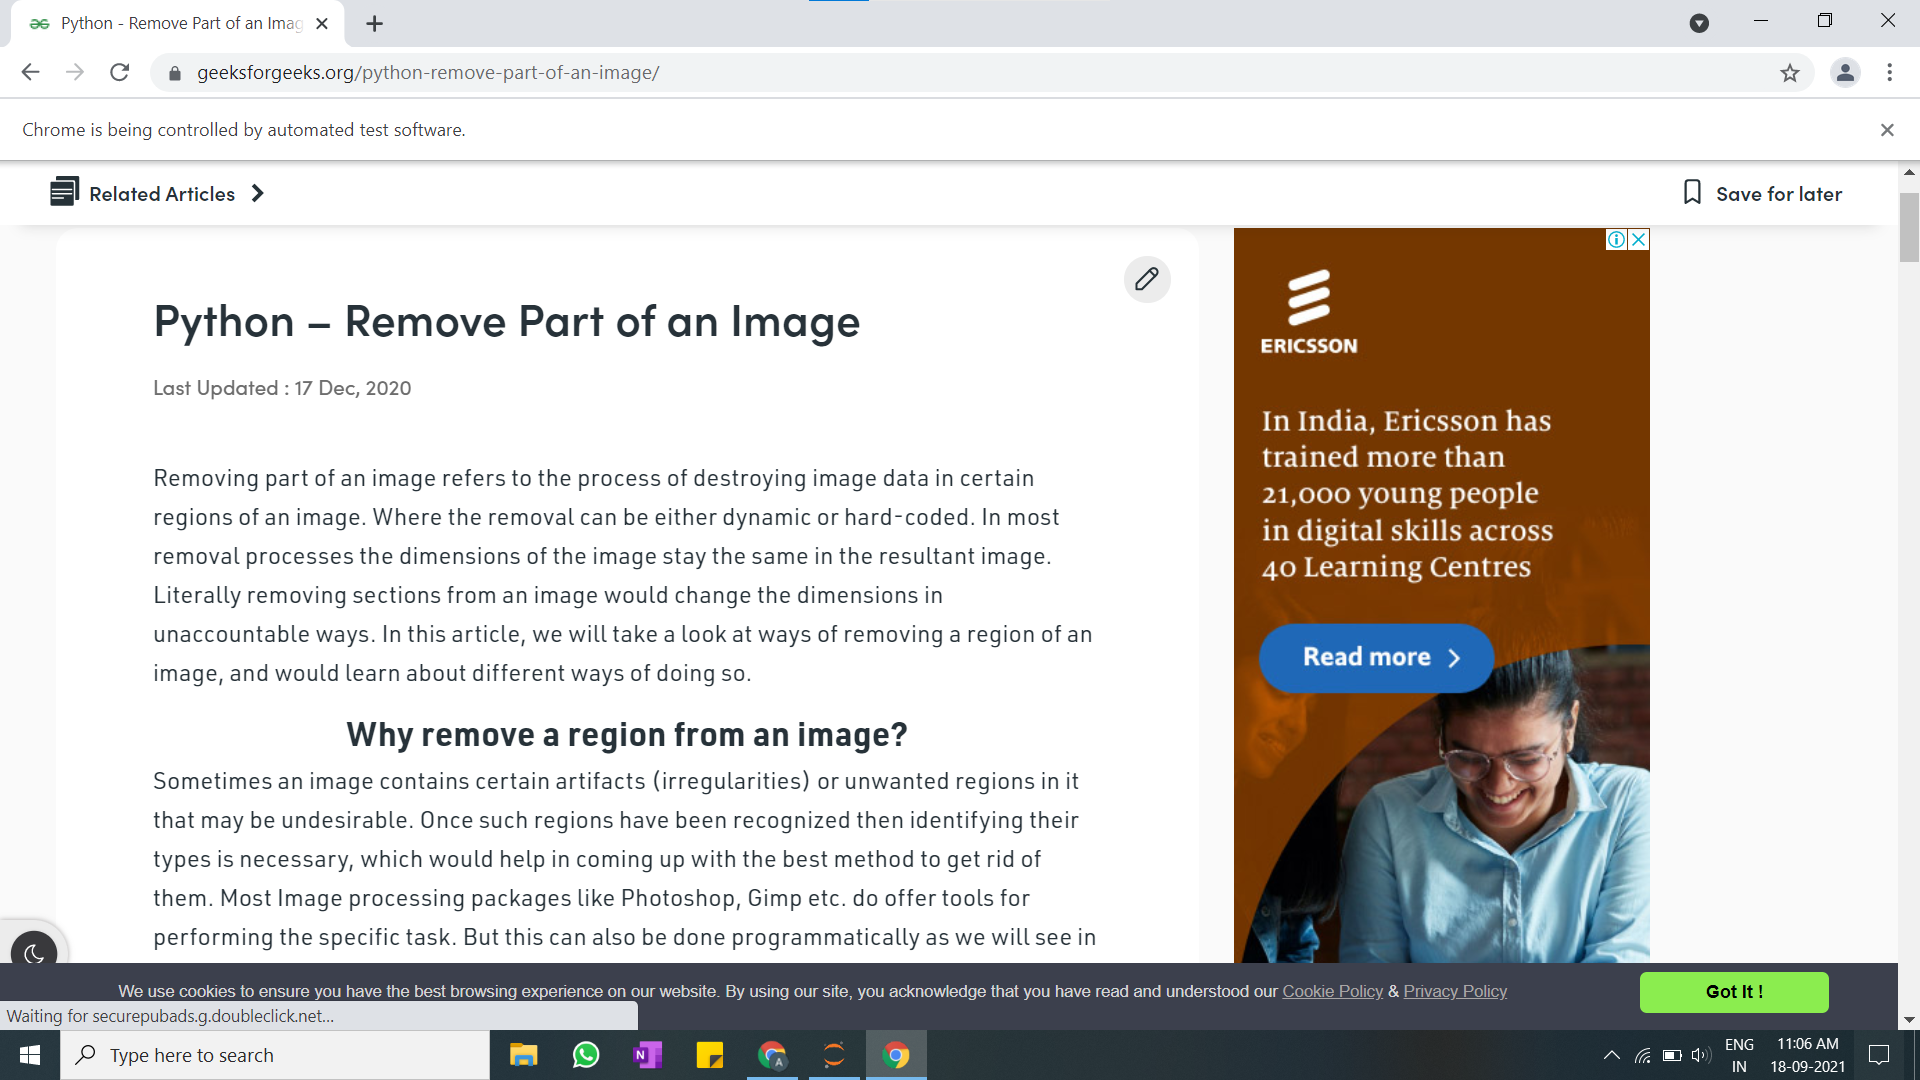 Python - Remove Part of an Imag
geeksforgeeks.org/python-remove-part-of-an-image/
Chrome is being controlled by automated test software.
Related Articles
Save for later
Python – Remove Part of an Image
Last Updated : 17 Dec, 2020
Removing part of an image refers to the process of destroying image data in certain
regions of an image. Where the removal can be either dynamic or hard-coded. In most
removal processes the dimensions of the image stay the same in the resultant image.
Literally removing sections from an image would change the dimensions in
unaccountable ways. In this article, we will take a look at ways of removing a region of an
image, and would learn about different ways of doing so.
Why remove a region from an image?
Sometimes an image contains certain artifacts (irregularities) or unwanted regions in it
that may be undesirable. Once such regions have been recognized then identifying their
types is necessary, which would help in coming up with the best method to get rid of
them. Most Image processing packages like Photoshop, Gimp etc. do offer tools for
performing the specific task. But this can also be done programmatically as we will see in
ERICSSON
In India, Ericsson has
trained more than
21,000 young people
in digital skills across
40 Learning Centres
Read more
We use cookies to ensure you have the best browsing experience on our website. By using our site, you acknowledge that you have read and understood our Cookie Policy & Privacy Policy
Got It !
Waiting for securepubads.g.doubleclick.net...
Type here to search
N
A
ENG
IN
11:06 AM
18-09-2021